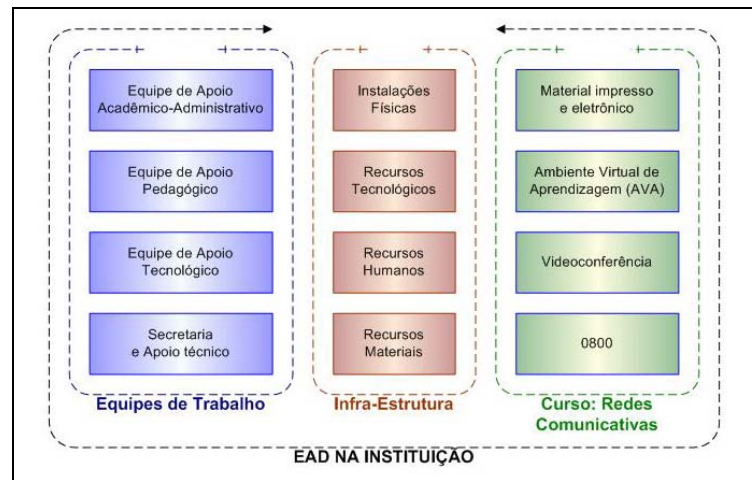 Equipe de Apoio
Acadêmico-Administrativo
Equipe de Apoio
Pedagógico
Equipe de Apoio
Tecnológico
Secretaria
e Apoio técnico
Equipes de Trabalho
Instalações
Físicas
Recursos
Tecnológicos
Recursos
Humanos
Recursos
Materiais
Infra-Estrutura
Material impresso
e eletrônico
Ambiente Virtual de
Aprendizagem (AVA)
Videoconferência
0800
Curso: Redes
Comunicativas
EAD NA INSTITUIÇÃO